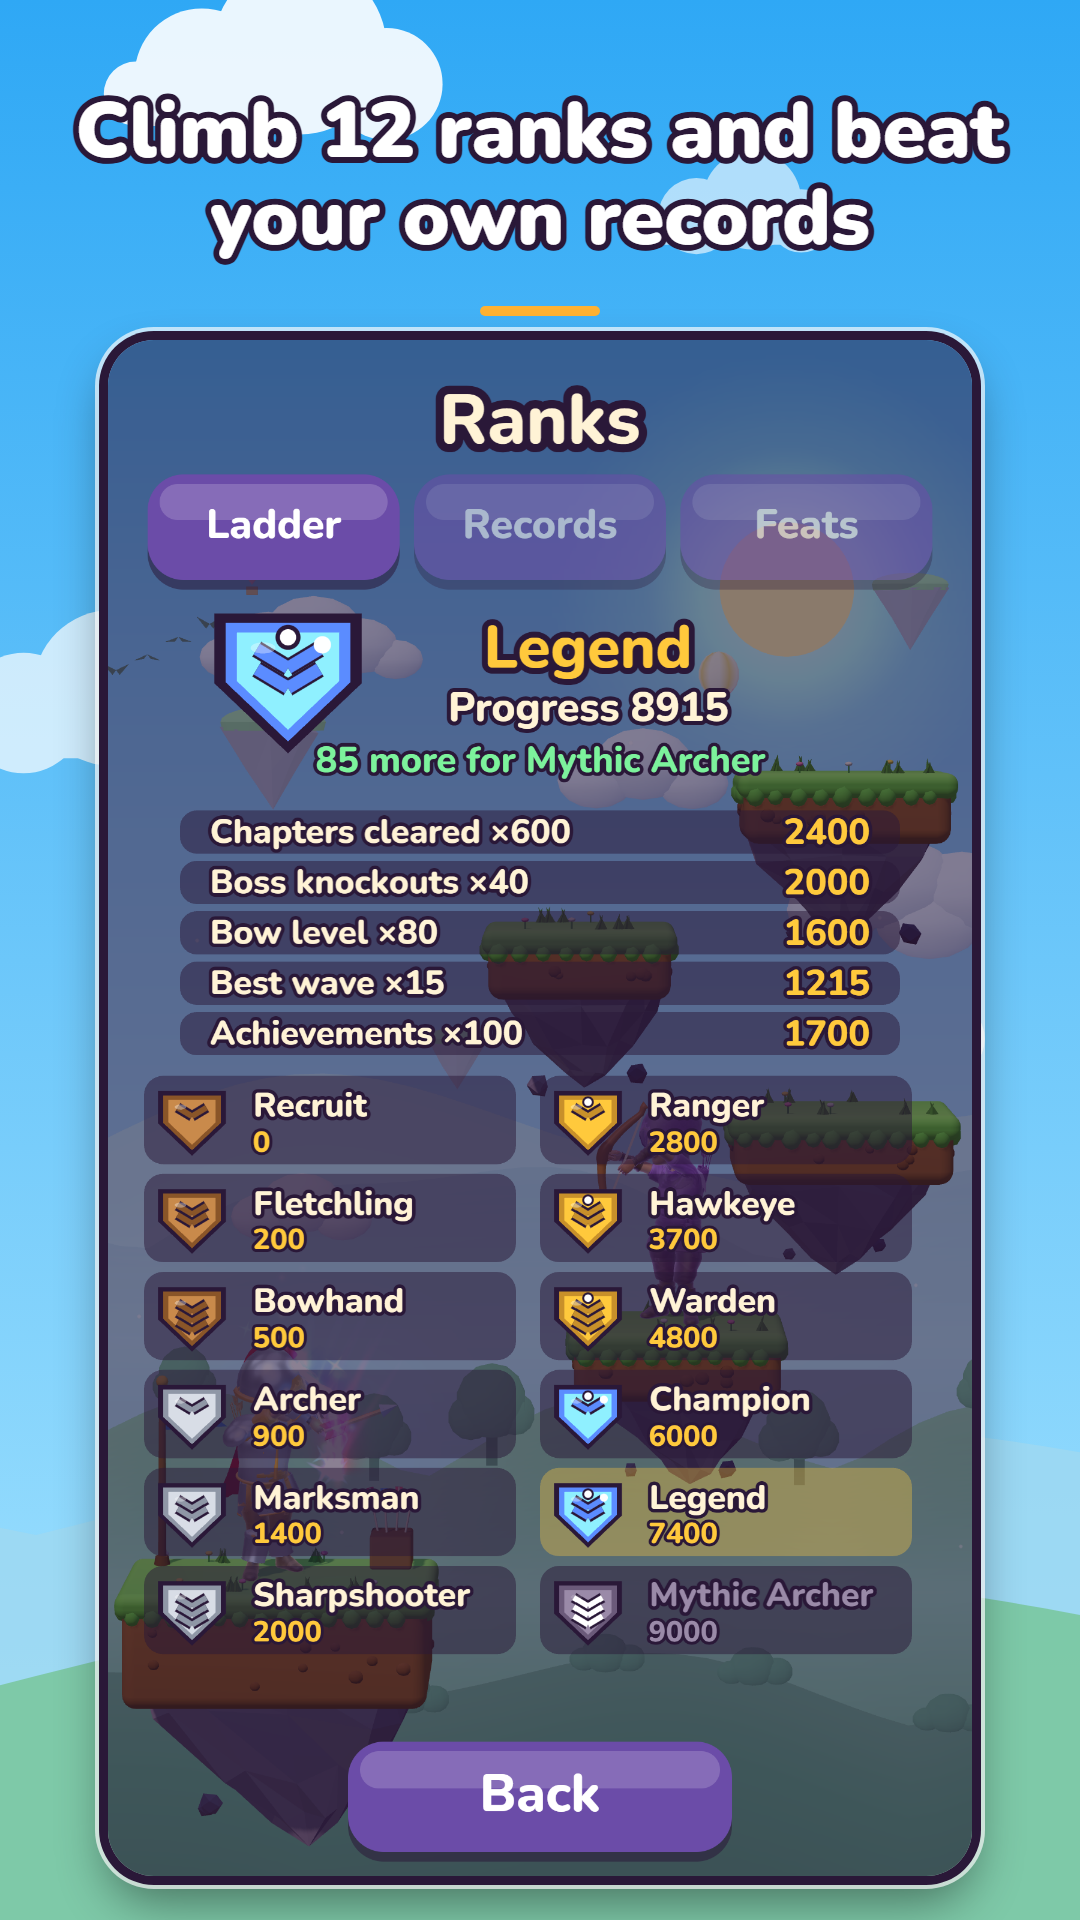 Climb 12 ranks and beat
your own records
Ranks
Ladder
Records
Feats
Legend
Progress 8915
85 more for Mythic Archer
Chapters cleared ×600 2400
Boss knockouts ×40 2000
Bow level ×80 1600
Best wave ×15 1215
Achievements ×100 1700
Recruit
0
Fletchling
200
Bowhand
500
Archer
900
Marksman
1400
Sharpshooter
2000
Ranger
2800
Hawkeye
3700
Warden
4800
Champion
6000
Legend
7400
Mythic Archer
9000
Back